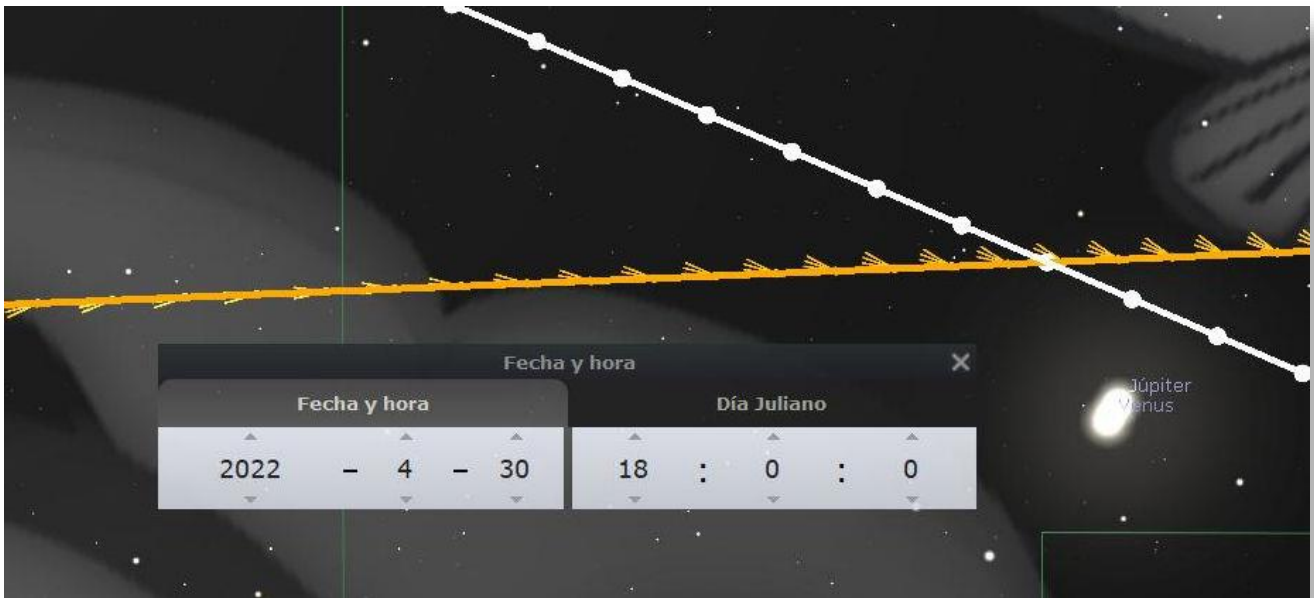 Fecha y hora
Fecha y hora
Día Juliano
2022 - 4 - 30 18 : 0 : 0
Júpiter
Venus